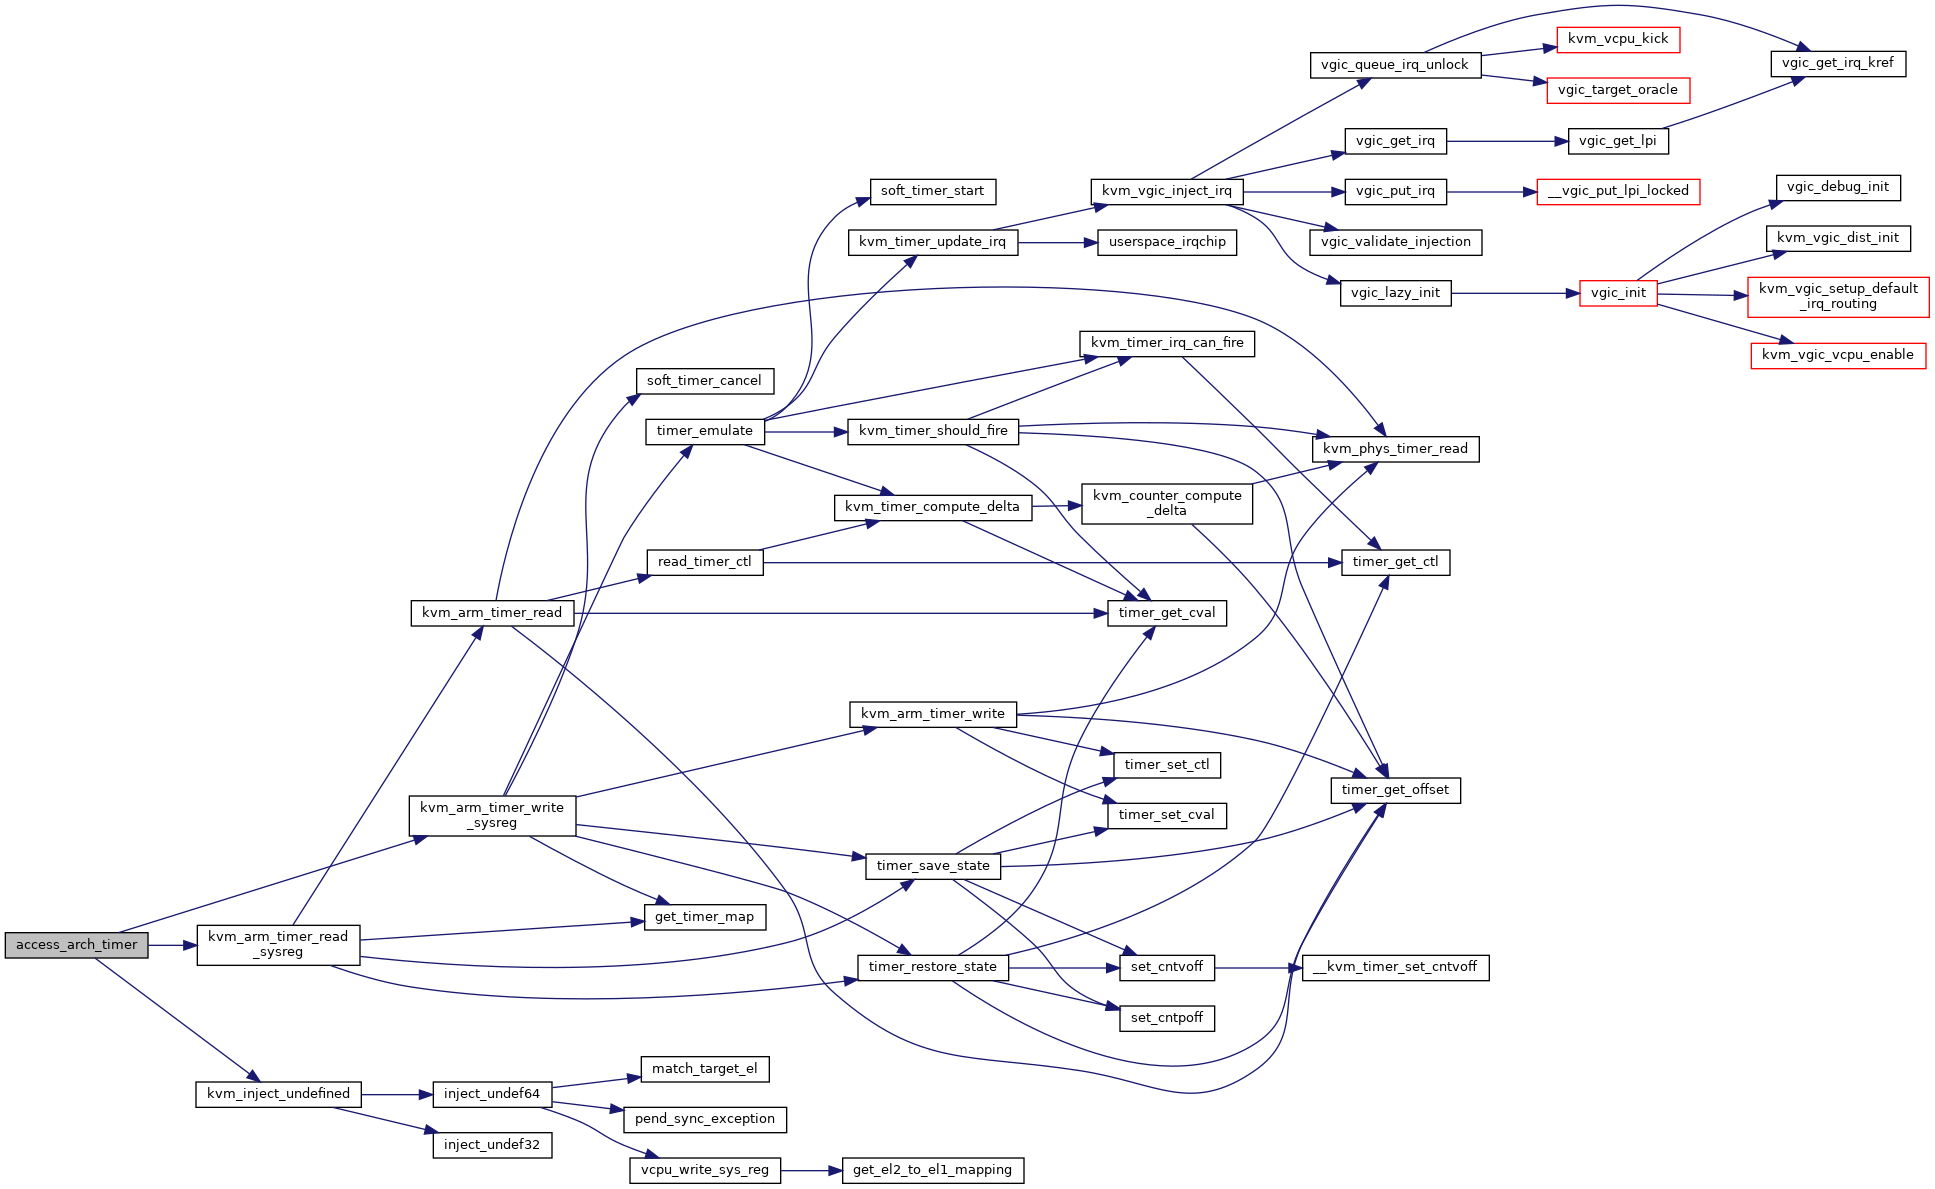 kvm_vcpu_kick
vgic_queue_irq_unlock
vgic_get_irq_kref
vgic_target_oracle
vgic_get_irq
vgic_get_lpi
soft_timer_start
kvm_vgic_inject_irq
vgic_put_irq
__vgic_put_lpi_locked
vgic_debug_init
kvm_timer_update_irq
userspace_irqchip
vgic_validate_injection
kvm_vgic_dist_init
vgic_lazy_init
vgic_init
kvm_vgic_setup_default
_irq_routing
kvm_timer_irq_can_fire
kvm_vgic_vcpu_enable
soft_timer_cancel
timer_emulate
kvm_timer_should_fire
kvm_phys_timer_read
kvm_timer_compute_delta
kvm_counter_compute
_delta
read_timer_ctl
timer_get_ctl
kvm_arm_timer_read
timer_get_cval
kvm_arm_timer_write
timer_set_ctl
timer_get_offset
kvm_arm_timer_write
_sysreg
timer_set_cval
timer_save_state
get_timer_map
access_arch_timer
kvm_arm_timer_read
_sysreg
timer_restore_state
set_cntvoff
__kvm_timer_set_cntvoff
set_cntpoff
match_target_el
kvm_inject_undefined
inject_undef64
pend_sync_exception
inject_undef32
vcpu_write_sys_reg
get_el2_to_el1_mapping